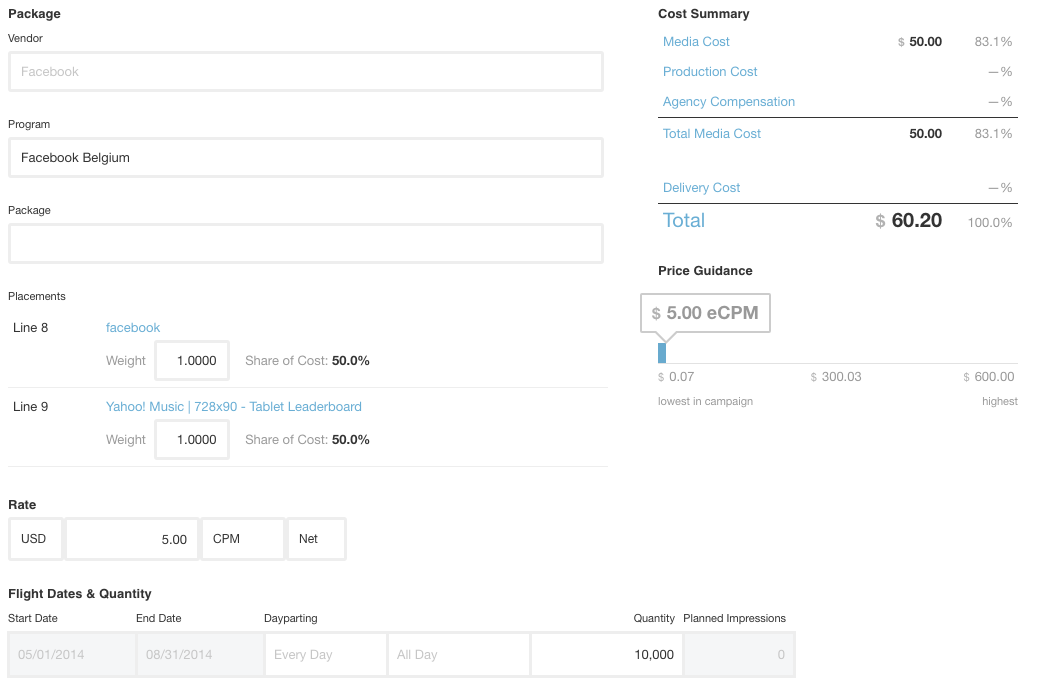 Package
Vendor
Facebook
Program
Facebook Belgium
Package
Placements
Line 8 facebook
Weight 1.0000 Share of Cost: 50.0%
Line 9 Yahoo! Music | 728x90 - Tablet Leaderboard
Weight 1.0000 Share of Cost: 50.0%
Rate
USD 5.00 CPM Net
Flight Dates & Quantity
Start Date End Date Dayparting Quantity Planned Impressions
05/01/2014 08/31/2014 Every Day All Day 10,000 0
Cost Summary
Media Cost $ 50.00 83.1%
Production Cost —%
Agency Compensation —%
Total Media Cost 50.00 83.1%
Delivery Cost —%
Total $ 60.20 100.0%
Price Guidance
$ 5.00 eCPM
$ 0.07 $ 300.03 $ 600.00
lowest in campaign highest